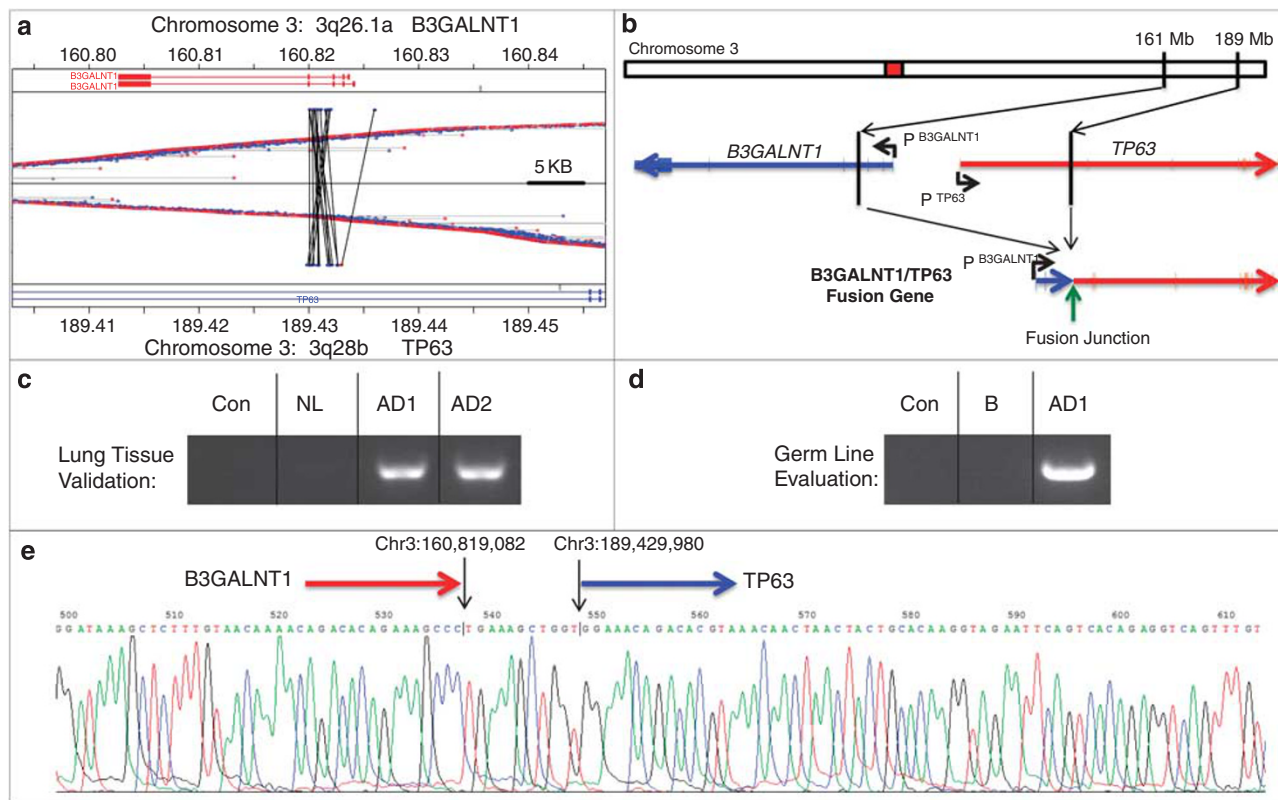 a
Chromosome 3: 3q26.1a B3GALNT1
160.80 160.81 160.82 160.83 160.84
B3GALNT1
B3GALNT1
5 KB
TP63
189.41 189.42 189.43 189.44 189.45
Chromosome 3: 3q28b TP63
b
Chromosome 3
161 Mb 189 Mb
P B3GALNT1
B3GALNT1
TP63
P TP63
P B3GALNT1
B3GALNT1/TP63
Fusion Gene
Fusion Junction
c
Con NL AD1 AD2
Lung Tissue
Validation:
d
Con B AD1
Germ Line
Evaluation:
e
Chr3:160,819,082 Chr3:189,429,980
B3GALNT1 TP63
500 510 520 530 540 550 560 570 580 590 600 610
GGATAAAGCTCTTTGTAACAAAACAGACACAGAAAGCCCTGAAAGCTGGTGGAAACAGACACGTAAACAACTAACTACTGCACAAGGTAGAATTCAGTCACAGAGGTCAGTTTGT